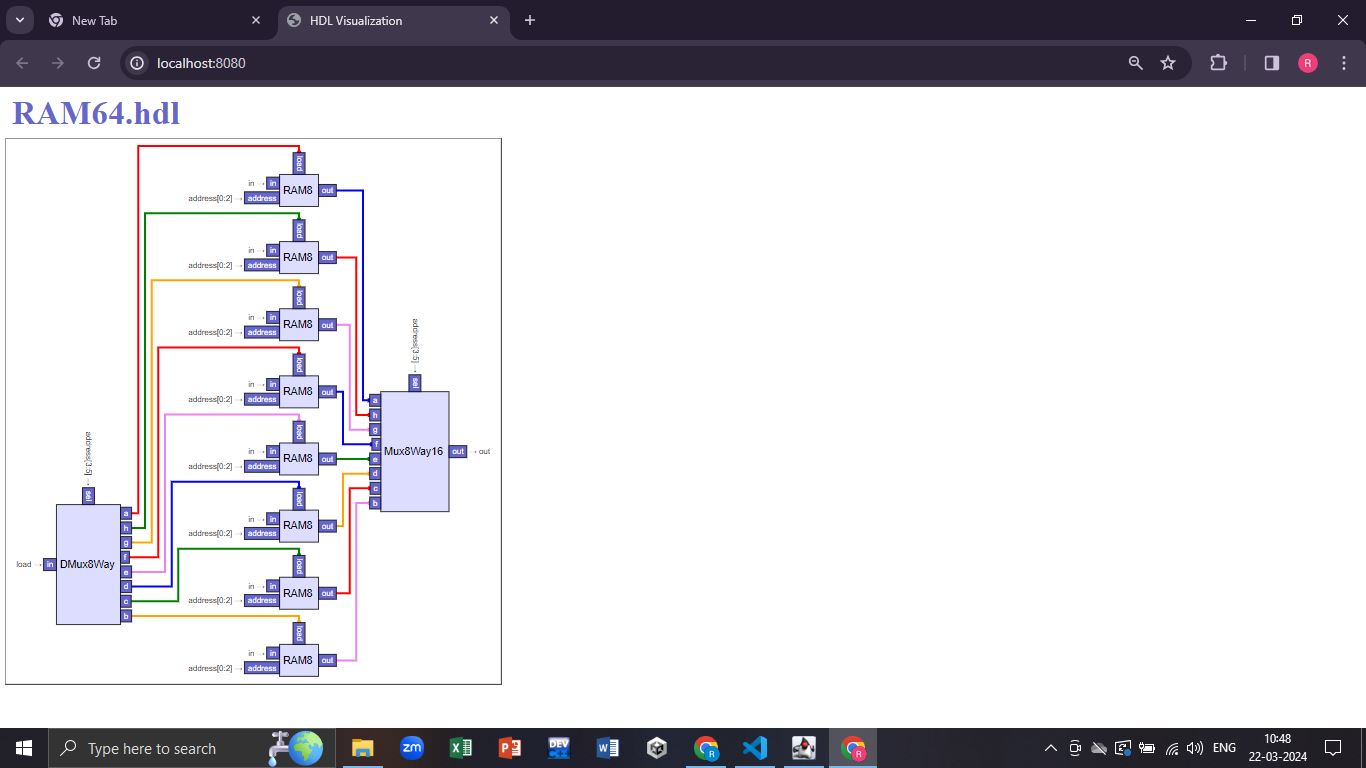 New Tab
HDL Visualization
localhost:8080
R
RAM64.hdl
load
in → in
RAM8
out
address[0:2] → address
load
in → in
RAM8
out
address[0:2] → address
load
in → in
RAM8
out
address[0:2] → address
load
in → in
RAM8
out
address[0:2] → address
load
in → in
RAM8
out
address[0:2] → address
load
in → in
RAM8
out
address[0:2] → address
load
in → in
RAM8
out
address[0:2] → address
load
in → in
RAM8
out
address[0:2] → address
address[3:5] →
sel
a
h
g
f
e
d
c
b
Mux8Way16
out → out
address[3:5] →
sel
load → in
DMux8Way
a
h
g
f
e
d
c
b
Type here to search
zm
DEV
R
R
ENG
10:48
22-03-2024